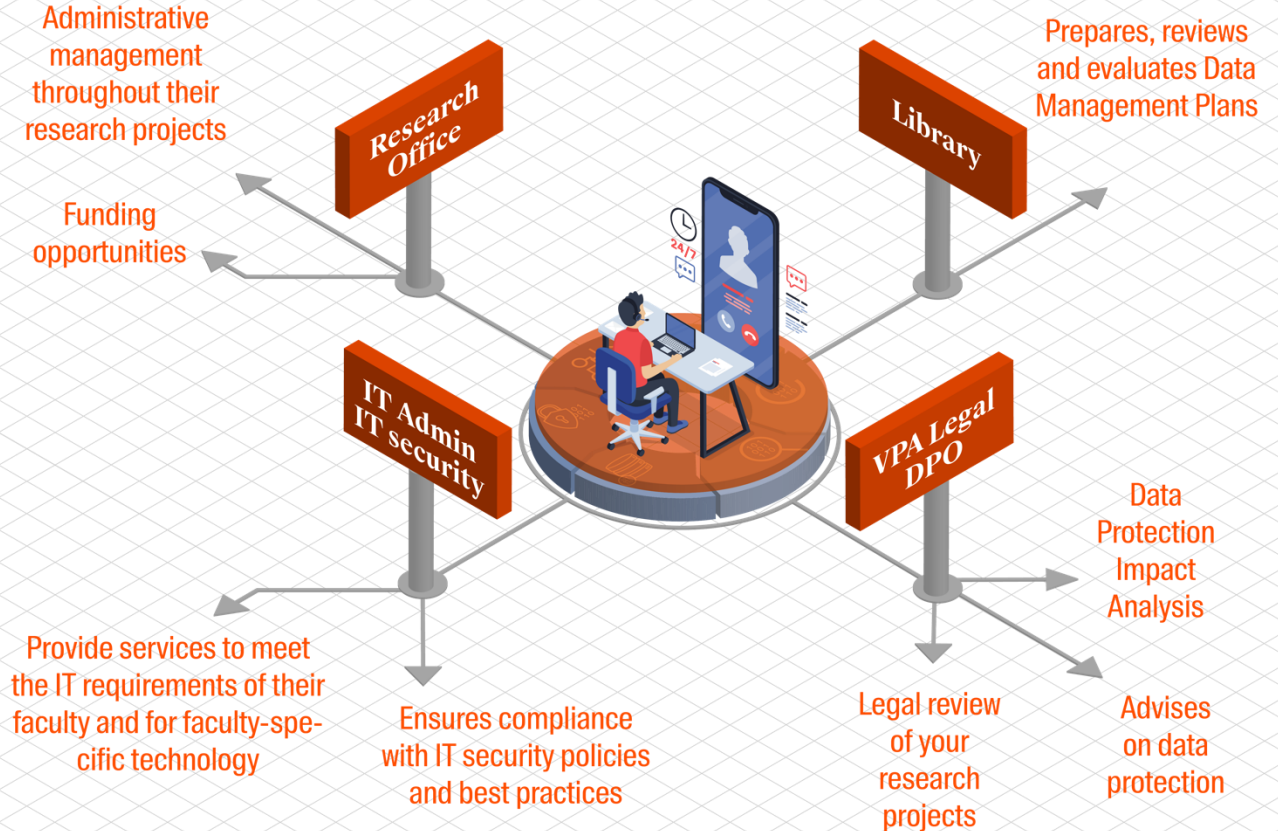 Administrative
management
throughout their
research projects
Research
Office
Funding
opportunities
Library
Prepares, reviews
and evaluates Data
Management Plans
24/7
IT Admin
IT security
VPA Legal
DPO
Provide services to meet
the IT requirements of their
faculty and for faculty-spe-
cific technology
Ensures compliance
with IT security policies
and best practices
Data
Protection
Impact
Analysis
Legal review
of your
research
projects
Advises
on data
protection